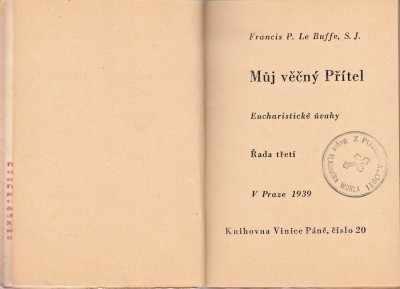 Francis P. Le Buffe, S. J.
Můj věčný Přítel
Eucharistické úvahy
Řada třetí
V Praze 1939
Knihovna Vinice Páně, číslo 20